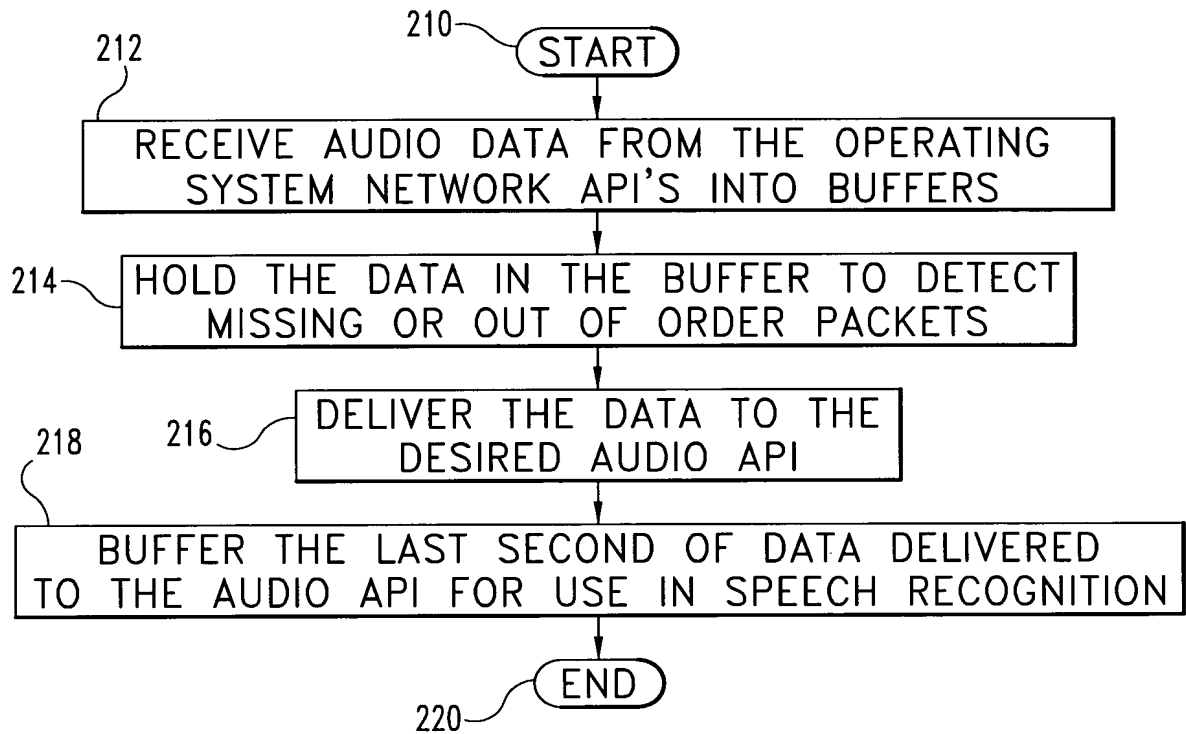 210
START
212
RECEIVE AUDIO DATA FROM THE OPERATING
SYSTEM NETWORK API'S INTO BUFFERS
214
HOLD THE DATA IN THE BUFFER TO DETECT
MISSING OR OUT OF ORDER PACKETS
216
DELIVER THE DATA TO THE
DESIRED AUDIO API
218
BUFFER THE LAST SECOND OF DATA DELIVERED
TO THE AUDIO API FOR USE IN SPEECH RECOGNITION
END
220